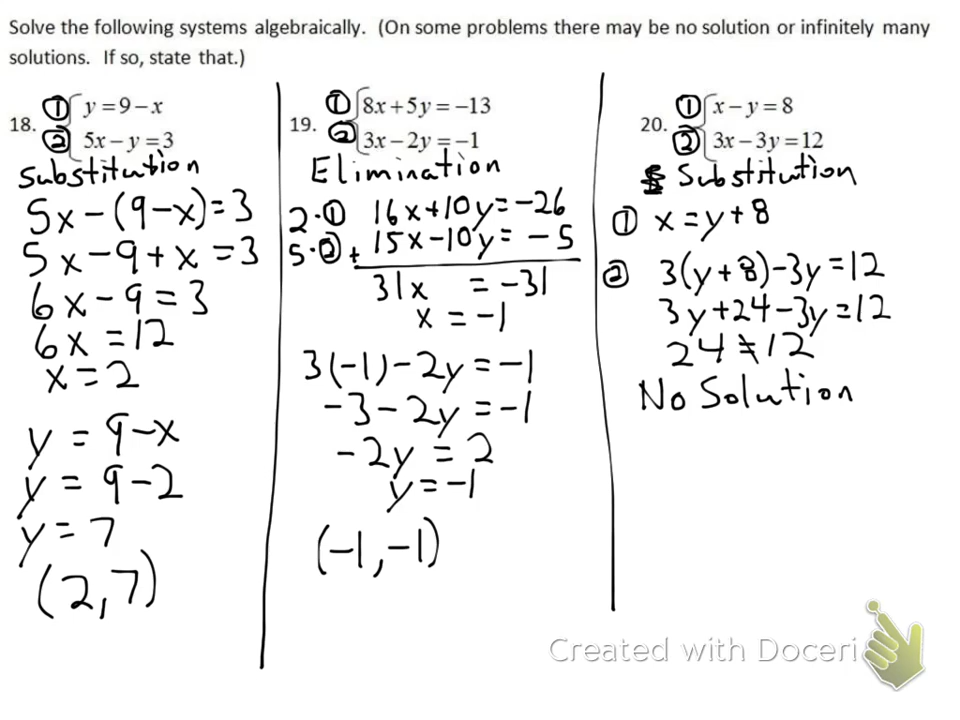 Solve the following systems algebraically. (On some problems there may be no solution or infinitely many
solutions. If so, state that.)
18. ① y = 9 – x
② 5x – y = 3
Substitution
5x-(9-x)=3
5x-9+x=3
6x-9=3
6x=12
x=2
y=9-x
y=9-2
y=7
(2,7)
19. ① 8x + 5y = –13
② 3x – 2y = –1
Elimination
2·① 16x+10y=-26
5·② + 15x-10y=-5
31x = -31
x = -1
3(-1)-2y=-1
-3-2y=-1
-2y=2
y=-1
(-1,-1)
20. ① x – y = 8
② 3x – 3y = 12
Substitution
① x=y+8
② 3(y+8)-3y=12
3y+24-3y=12
24≠12
No Solution
Created with Doceri